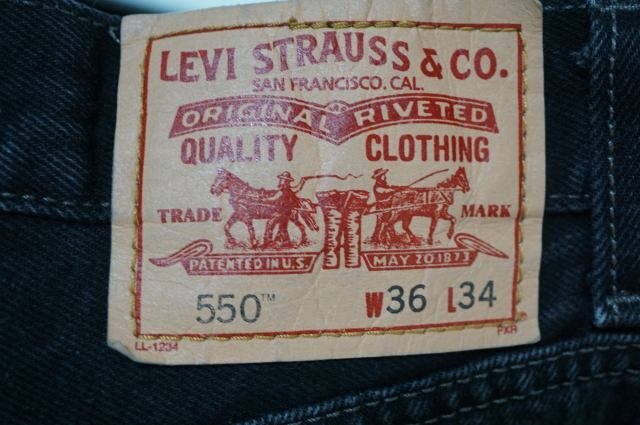 LEVI STRAUSS & CO.
SAN FRANCISCO. CAL.
ORIGINAL RIVETED
QUALITY CLOTHING
TRADE MARK
PATENTED IN U.S. MAY 20 1873
550™ W36 L34
LL-1234 PXR